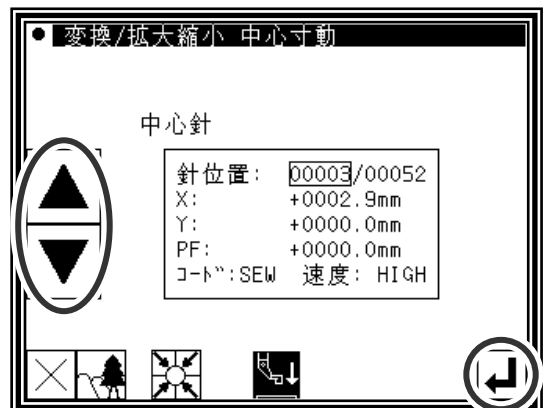 ● 変換/拡大縮小 中心寸動
中心針
針位置: 00003/00052
X: +0002.9mm
Y: +0000.0mm
PF: +0000.0mm
コード:SEW 速度: HIGH